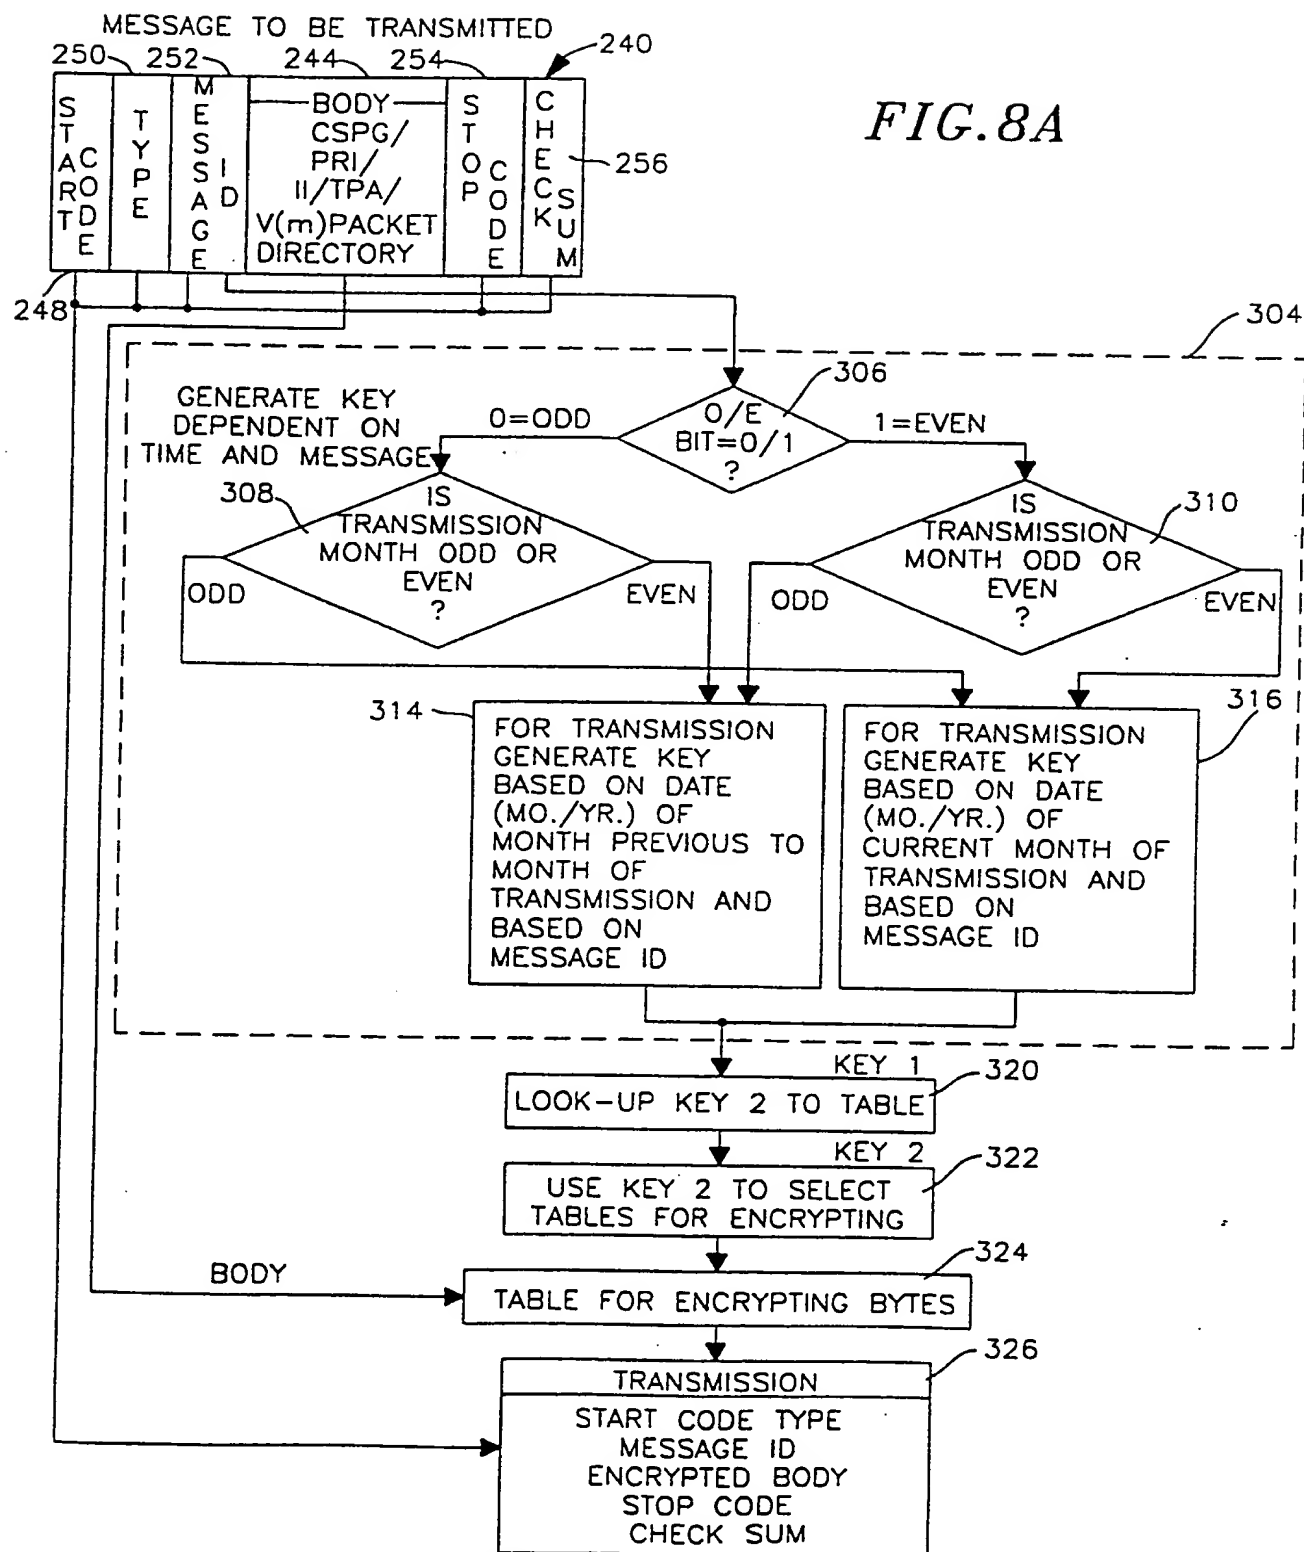 MESSAGE TO BE TRANSMITTED
250
252
244
254
240
START CODE
TYPE
MESSAGE ID
BODY
CSPG/
PRI/
II/TPA/
V(m)PACKET
DIRECTORY
STOP CODE
CHECK SUM
256
FIG.8A
248
304
GENERATE KEY
DEPENDENT ON
TIME AND MESSAGE
0=ODD
O/E
BIT=0/1
?
306
1=EVEN
308
IS
TRANSMISSION
MONTH ODD OR
EVEN
?
ODD
EVEN
310
IS
TRANSMISSION
MONTH ODD OR
EVEN
?
ODD
EVEN
314
FOR TRANSMISSION
GENERATE KEY
BASED ON DATE
(MO./YR.) OF
MONTH PREVIOUS TO
MONTH OF
TRANSMISSION AND
BASED ON
MESSAGE ID
316
FOR TRANSMISSION
GENERATE KEY
BASED ON DATE
(MO./YR.) OF
CURRENT MONTH OF
TRANSMISSION AND
BASED ON
MESSAGE ID
KEY 1
320
LOOK-UP KEY 2 TO TABLE
KEY 2
322
USE KEY 2 TO SELECT
TABLES FOR ENCRYPTING
324
BODY
TABLE FOR ENCRYPTING BYTES
326
TRANSMISSION
START CODE TYPE
MESSAGE ID
ENCRYPTED BODY
STOP CODE
CHECK SUM